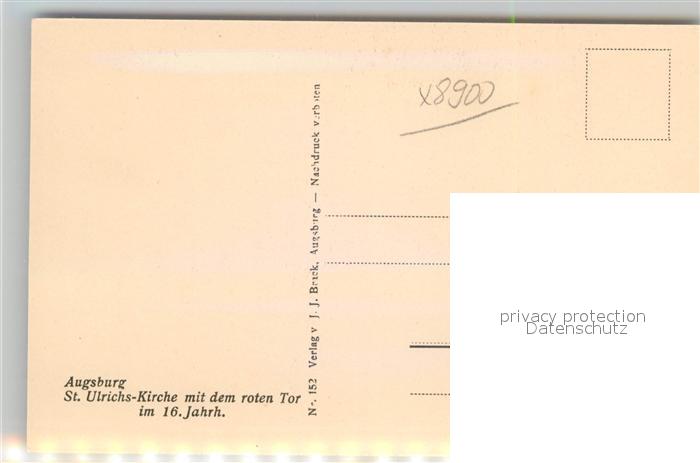 x8900
Nr. 152 Verlag v. J. J. Brück, Augsburg — Nachdruck verboten
privacy protection
Datenschutz
Augsburg
St. Ulrichs-Kirche mit dem roten Tor
im 16. Jahrh.